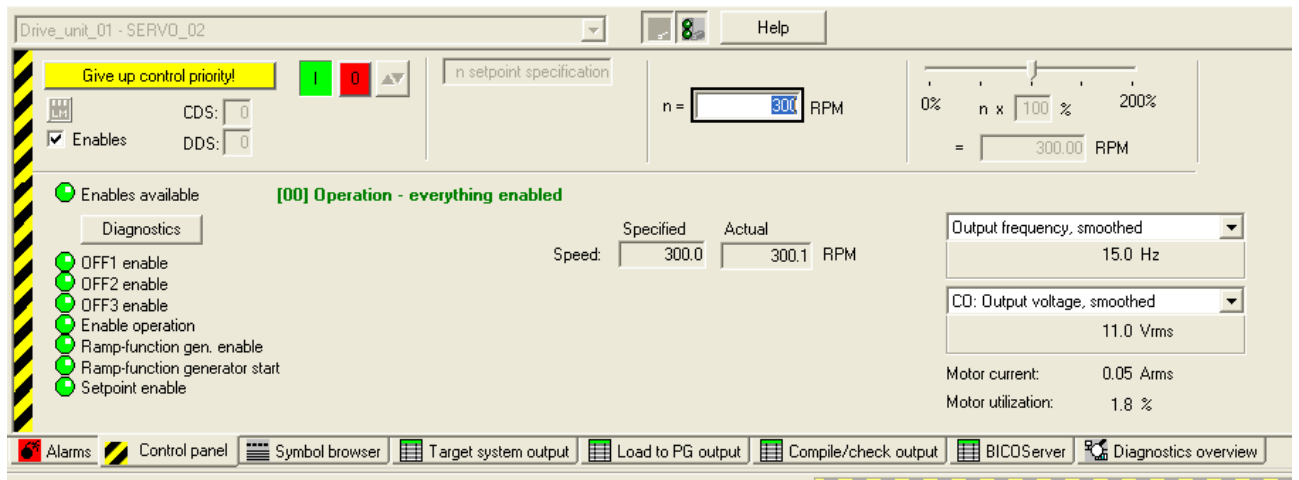 Drive_unit_01 - SERVO_02
Help
Give up control priority!
I
0
n setpoint specification
n =
300
RPM
0%
n x
100
%
200%
LM
CDS:
0
Enables
DDS:
0
=
300.00
RPM
Enables available
[00] Operation - everything enabled
Diagnostics
Specified
Actual
Speed:
300.0
300.1
RPM
Output frequency, smoothed
15.0 Hz
OFF1 enable
OFF2 enable
OFF3 enable
Enable operation
Ramp-function gen. enable
Ramp-function generator start
Setpoint enable
CO: Output voltage, smoothed
11.0 Vrms
Motor current:
0.05 Arms
Motor utilization:
1.8 %
Alarms
Control panel
Symbol browser
Target system output
Load to PG output
Compile/check output
BICOServer
Diagnostics overview